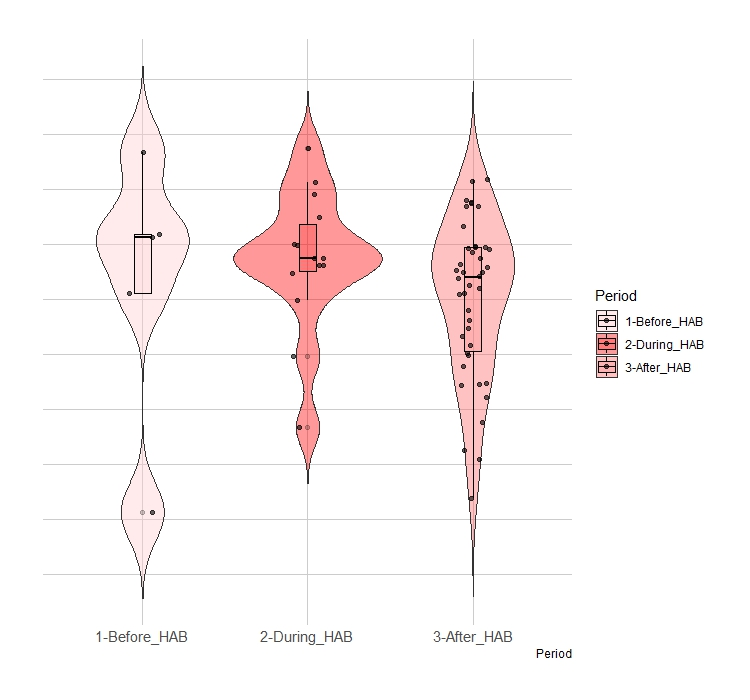 Period
1-Before_HAB
2-During_HAB
3-After_HAB
1-Before_HAB 2-During_HAB 3-After_HAB
Period